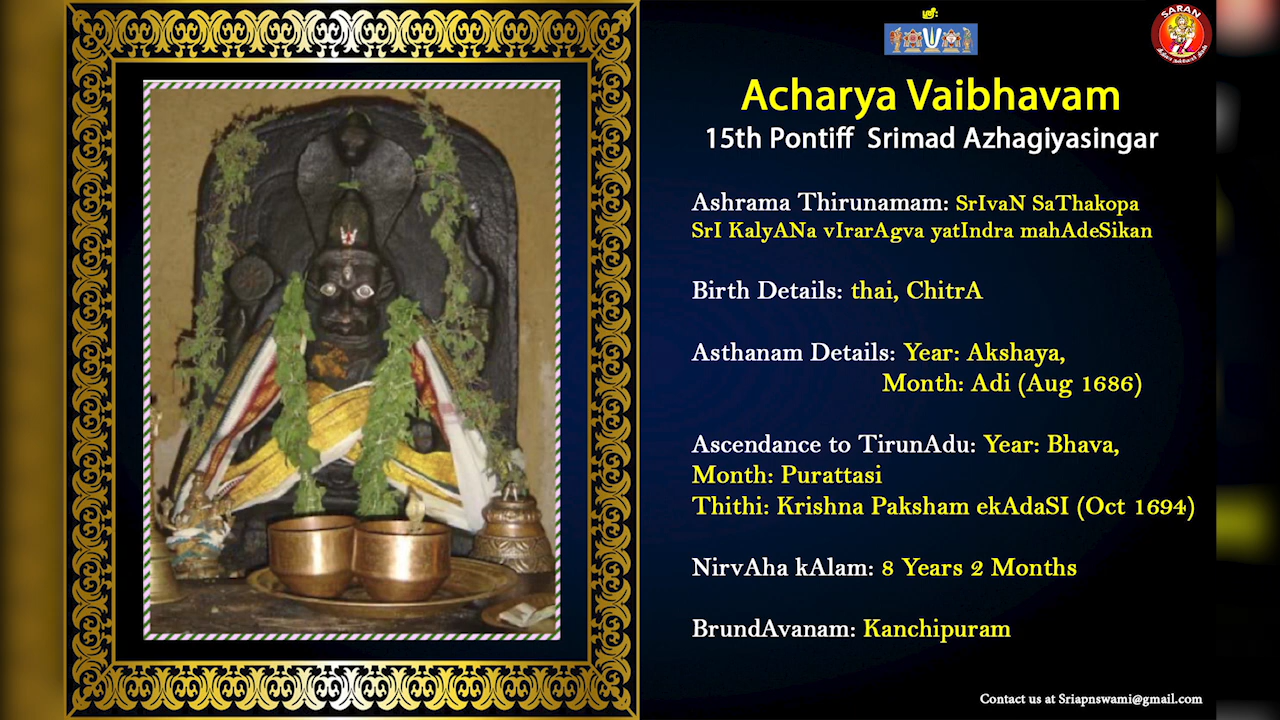 ஸ்ரீ:
SARAN
Acharya Vaibhavam
15th Pontiff Srimad Azhagiyasingar
Ashrama Thirunamam: SrIvaN SaThakopa
SrI KalyANa vIrarAgva yatIndra mahAdeSikan
Birth Details: thai, ChitrA
Asthanam Details: Year: Akshaya,
Month: Adi (Aug 1686)
Ascendance to TirunAdu: Year: Bhava,
Month: Purattasi
Thithi: Krishna Paksham ekAdaSI (Oct 1694)
NirvAha kAlam: 8 Years 2 Months
BrundAvanam: Kanchipuram
Contact us at Sriapnswami@gmail.com